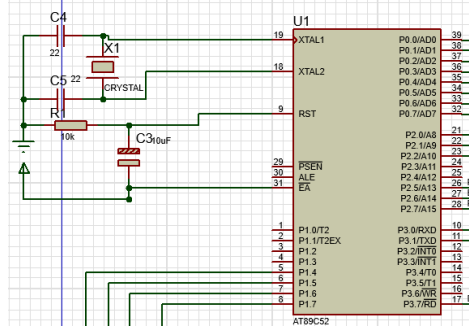 C4
22
X1
CRYSTAL
C5
22
R1
10k
C3
10uF
U1
19
XTAL1
18
XTAL2
9
RST
29
PSEN
30
ALE
31
EA
1
P1.0/T2
2
P1.1/T2EX
3
P1.2
4
P1.3
5
P1.4
6
P1.5
7
P1.6
8
P1.7
P0.0/AD0
39
P0.1/AD1
38
P0.2/AD2
37
P0.3/AD3
36
P0.4/AD4
35
P0.5/AD5
34
P0.6/AD6
33
P0.7/AD7
32
P2.0/A8
21
P2.1/A9
22
P2.2/A10
23
P2.3/A11
24
P2.4/A12
25
P2.5/A13
26
P2.6/A14
27
P2.7/A15
28
P3.0/RXD
10
P3.1/TXD
11
P3.2/INT0
12
P3.3/INT1
13
P3.4/T0
14
P3.5/T1
15
P3.6/WR
16
P3.7/RD
17
AT89C52